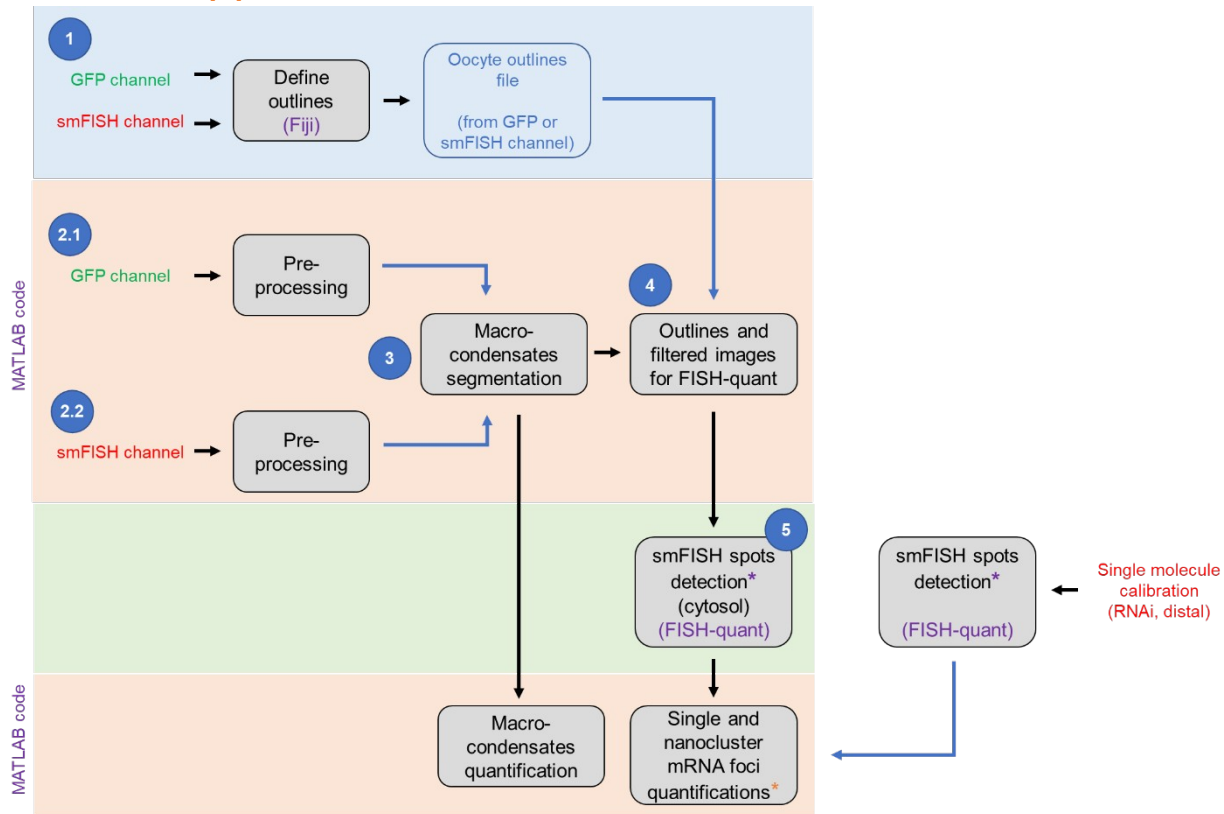 1
GFP channel
smFISH channel
Define
outlines
(Fiji)
Oocyte outlines
file
(from GFP or
smFISH channel)
MATLAB code
2.1
GFP channel
Pre-
processing
2.2
smFISH channel
Pre-
processing
3
Macro-
condensates
segmentation
4
Outlines and
filtered images
for FISH-quant
5
smFISH spots
detection*
(cytosol)
(FISH-quant)
smFISH spots
detection*
(FISH-quant)
Single molecule
calibration
(RNAi, distal)
MATLAB code
Macro-
condensates
quantification
Single and
nanocluster
mRNA foci
quantifications*